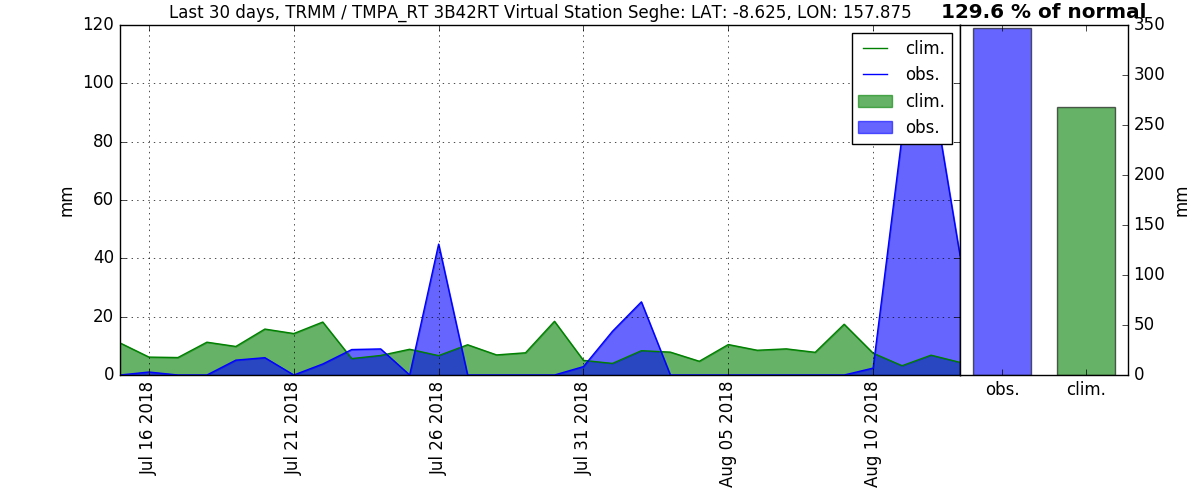 Last 30 days, TRMM / TMPA_RT 3B42RT Virtual Station Seghe: LAT: -8.625, LON: 157.875
129.6 % of normal
120
100
80
60
40
20
0
mm
clim.
obs.
clim.
obs.
Jul 16 2018
Jul 21 2018
Jul 26 2018
Jul 31 2018
Aug 05 2018
Aug 10 2018
350
300
250
200
150
100
50
0
mm
obs.
clim.